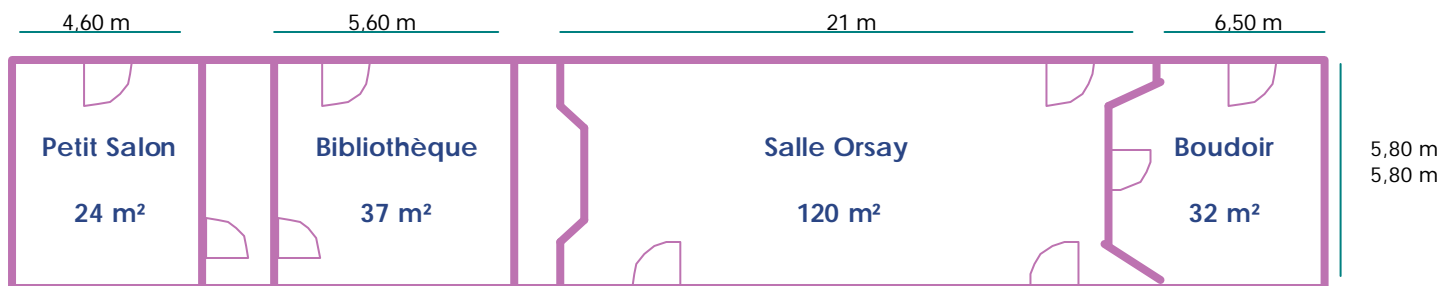 4,60 m
5,60 m
21 m
6,50 m
Petit Salon
Bibliothèque
Salle Orsay
Boudoir
5,80 m
5,80 m
24 m²
37 m²
120 m²
32 m²